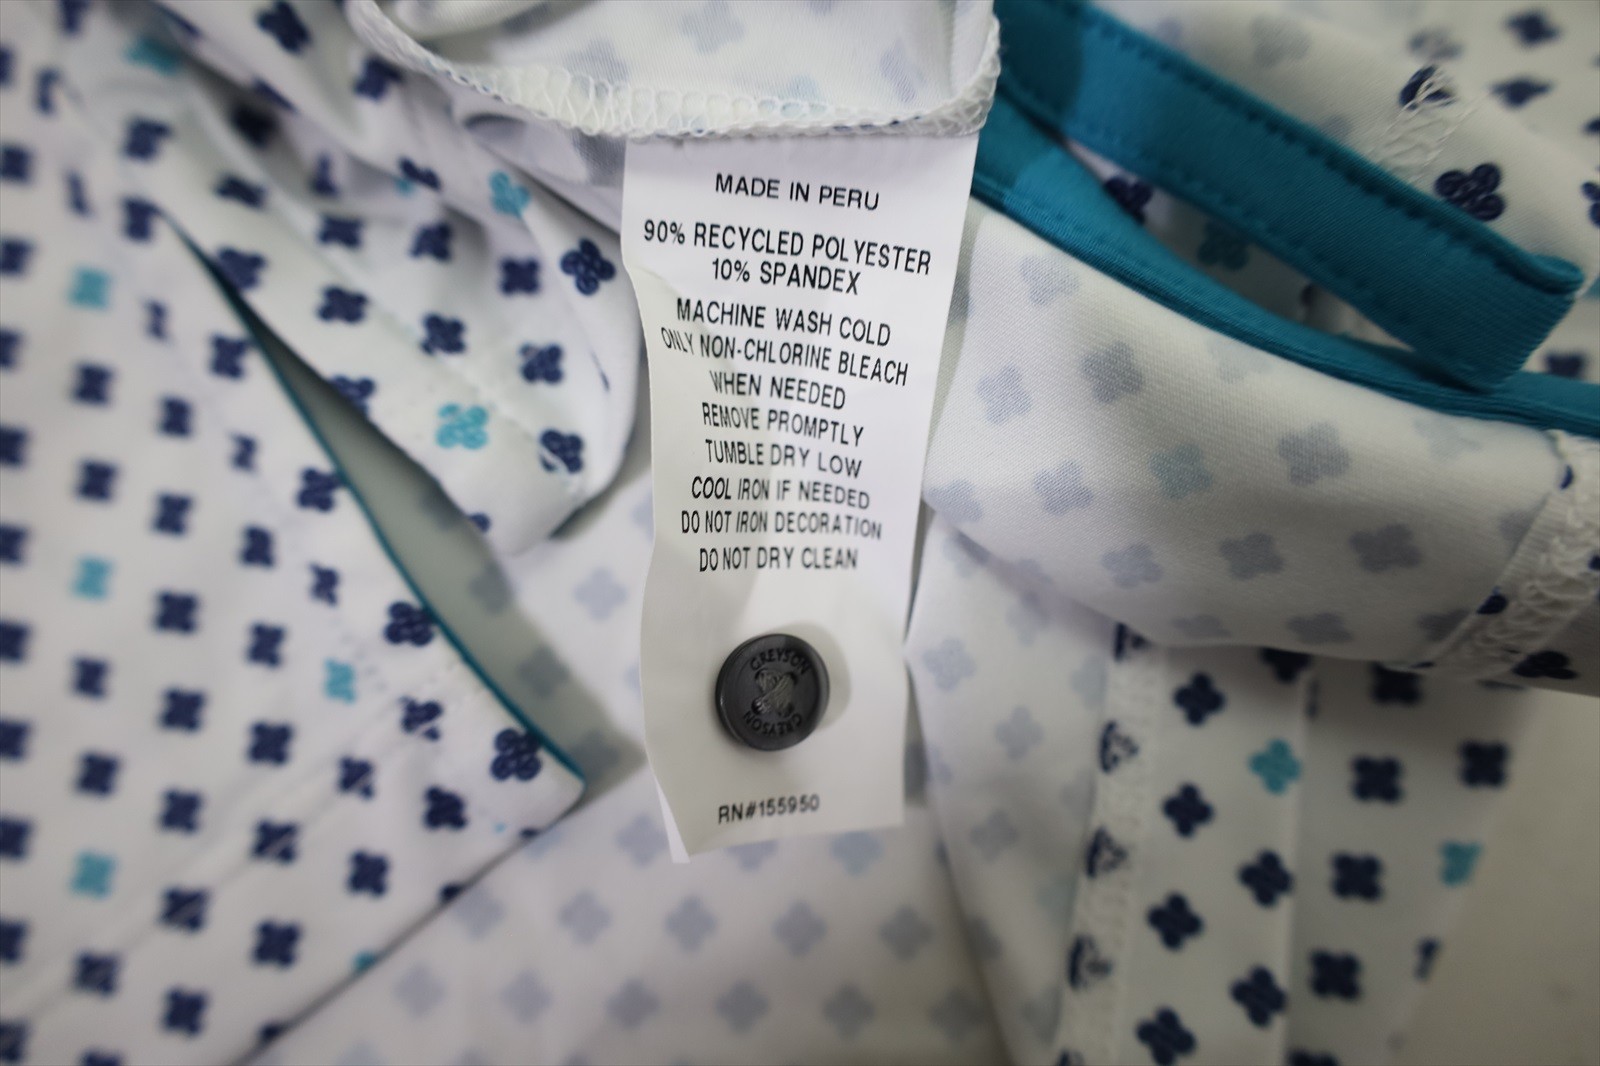 MADE IN PERU
90% RECYCLED POLYESTER
10% SPANDEX
MACHINE WASH COLD
ONLY NON-CHLORINE BLEACH
WHEN NEEDED
REMOVE PROMPTLY
TUMBLE DRY LOW
COOL IRON IF NEEDED
DO NOT IRON DECORATION
DO NOT DRY CLEAN
GREYSON
GREYSON
RN#155950